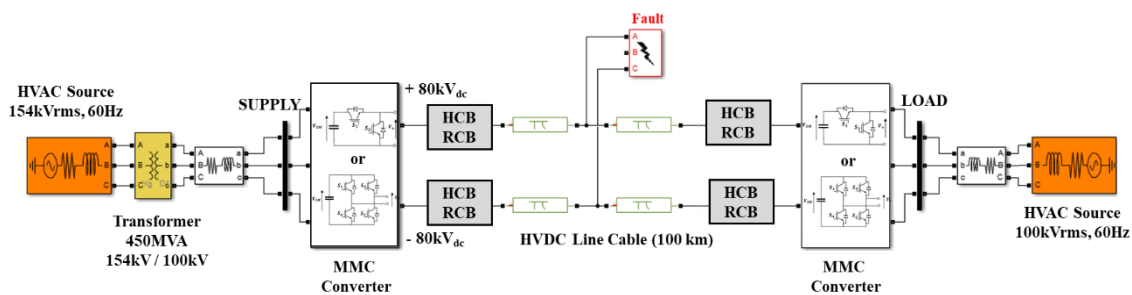 Fault
A
B
C
HVAC Source
154kVrms, 60Hz
A
B
C
A
B
C
a
b
c
Yg
A
B
C
a
b
c
Transformer
450MVA
154kV / 100kV
SUPPLY
or
MMC
Converter
+ 80kVdc
HCB
RCB
HCB
RCB
- 80kVdc
HCB
RCB
HCB
RCB
HVDC Line Cable (100 km)
or
MMC
Converter
LOAD
a
b
c
A
B
C
A
B
C
HVAC Source
100kVrms, 60Hz